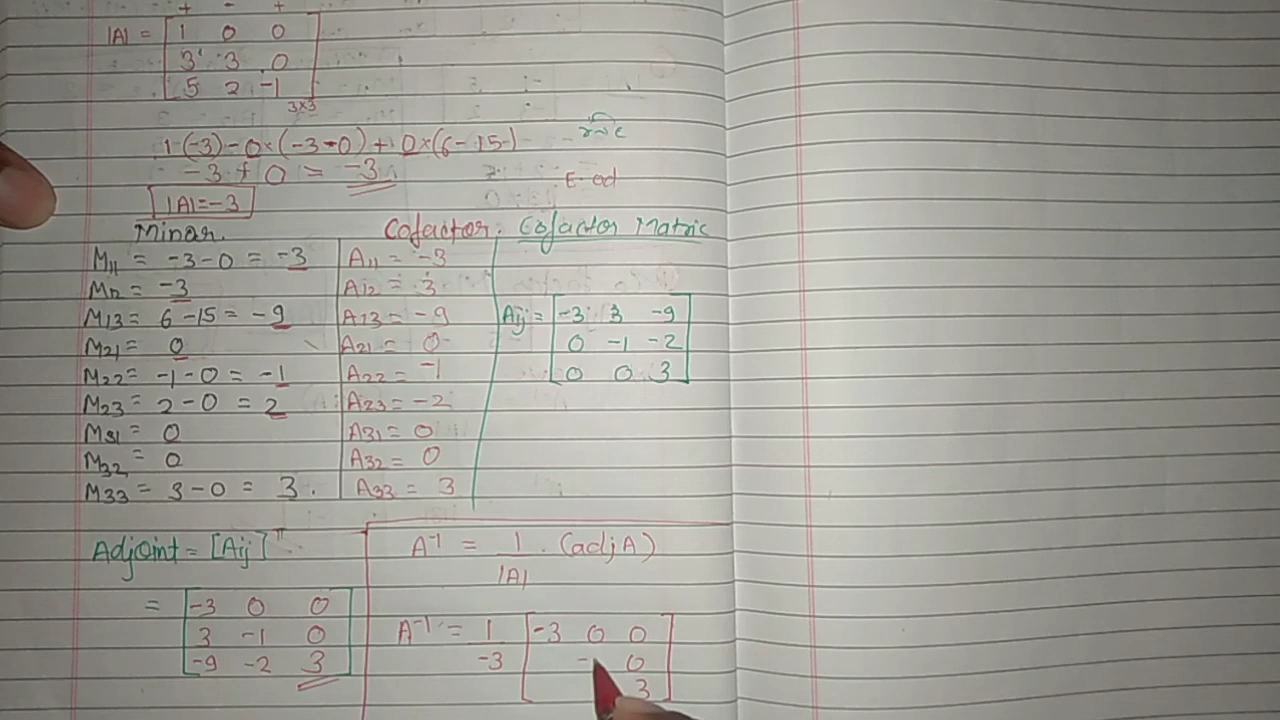 + - +
|A| = [1 0 0
3 3 0
5 2 -1] 3×3
1(-3)-0×(-3-0)+0×(6-15)
-3+0 = -3
|A|=-3
Minar. Cofactor. Cofactor Matric
M11 = -3-0 = -3 A11 = -3
M12 = -3 A12 = 3
M13 = 6-15 = -9 A13 = -9
M21 = 0 A21 = 0
M22 = -1-0 = -1 A22 = -1
M23 = 2-0 = 2 A23 = -2
M31 = 0 A31 = 0
M32 = 0 A32 = 0
M33 = 3-0 = 3. A33 = 3
Aij = [-3 3 -9
0 -1 -2
0 0 3]
Adjoint = [Aij]^T
= [-3 0 0
3 -1 0
-9 -2 3]
A⁻¹ = 1/|A| . (adjA)
A⁻¹ = 1/-3 [-3 0 0
- 0
3]